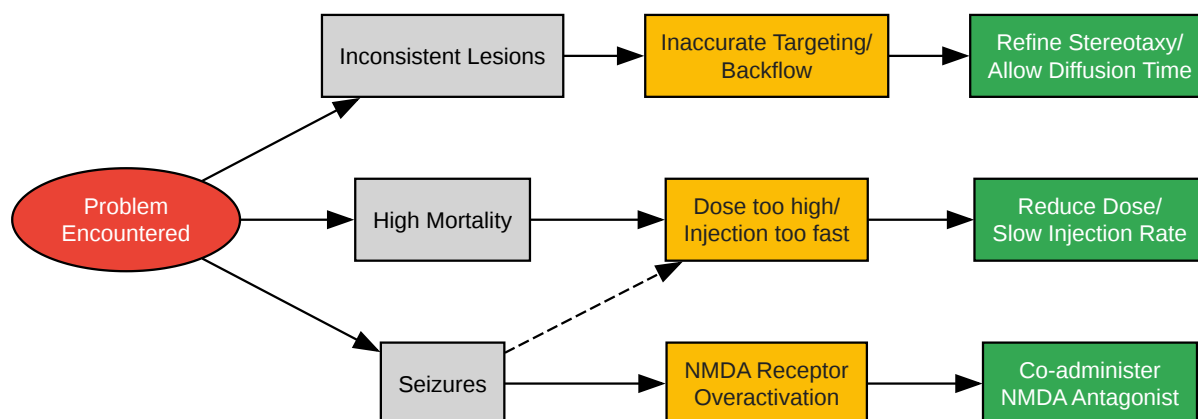 Inconsistent Lesions
Inaccurate Targeting/
Backflow
Refine Stereotaxy/
Allow Diffusion Time
Problem
Encountered
High Mortality
Dose too high/
Injection too fast
Reduce Dose/
Slow Injection Rate
Seizures
NMDA Receptor
Overactivation
Co-administer
NMDA Antagonist